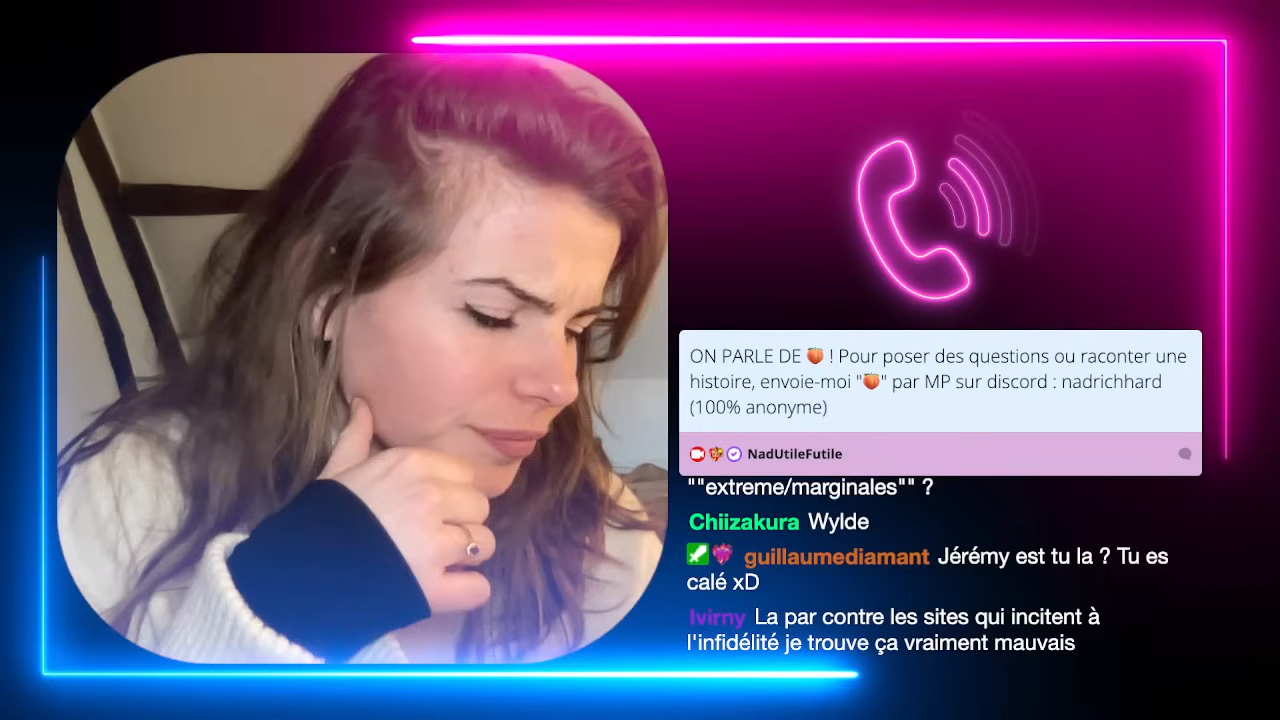 ON PARLE DE 🍑 ! Pour poser des questions ou raconter une
histoire, envoie-moi "🍑" par MP sur discord : nadrichhard
(100% anonyme)
NadUtileFutile
""extreme/marginales"" ?
Chiizakura Wylde
guillaumediamant Jérémy est tu la ? Tu es
calé xD
lvirny La par contre les sites qui incitent à
l'infidélité je trouve ça vraiment mauvais